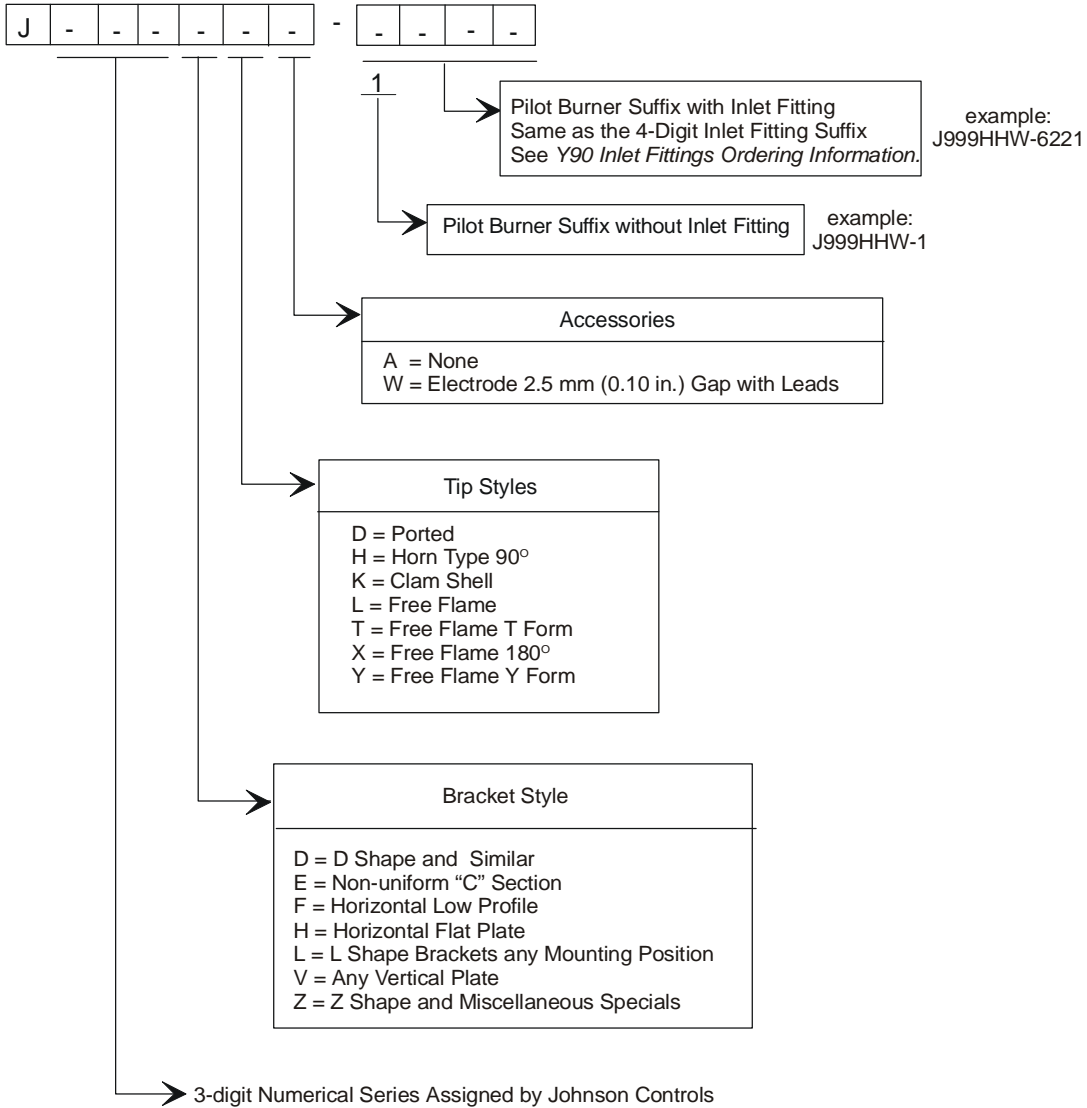 J - - - - - - - - - - -
1
Pilot Burner Suffix with Inlet Fitting
Same as the 4-Digit Inlet Fitting Suffix
See Y90 Inlet Fittings Ordering Information.
example:
J999HHW-6221
Pilot Burner Suffix without Inlet Fitting
example:
J999HHW-1
Accessories
A = None
W = Electrode 2.5 mm (0.10 in.) Gap with Leads
Tip Styles
D = Ported
H = Horn Type 90°
K = Clam Shell
L = Free Flame
T = Free Flame T Form
X = Free Flame 180°
Y = Free Flame Y Form
Bracket Style
D = D Shape and Similar
E = Non-uniform “C” Section
F = Horizontal Low Profile
H = Horizontal Flat Plate
L = L Shape Brackets any Mounting Position
V = Any Vertical Plate
Z = Z Shape and Miscellaneous Specials
3-digit Numerical Series Assigned by Johnson Controls